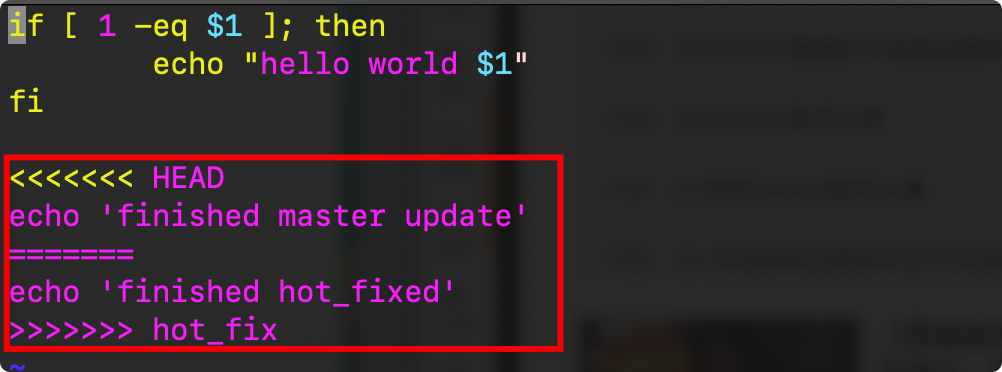 if [ 1 -eq $1 ]; then
echo "hello world $1"
fi
<<<<<<< HEAD
echo 'finished master update'
=======
echo 'finished hot_fixed'
>>>>>>> hot_fix
~